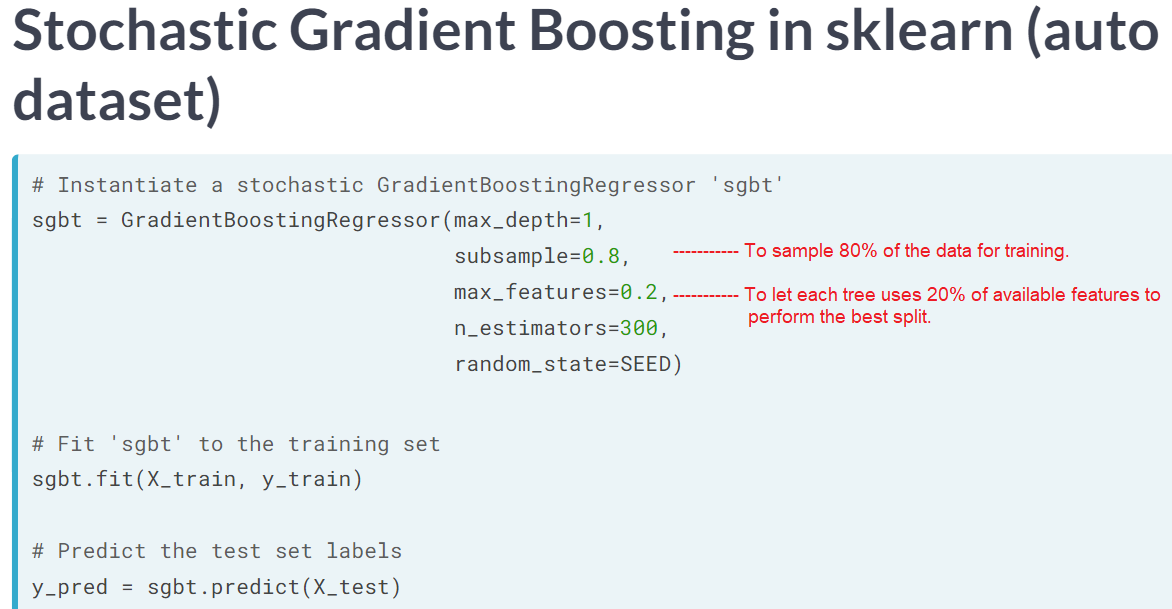 Stochastic Gradient Boosting in sklearn (auto
dataset)
# Instantiate a stochastic GradientBoostingRegressor 'sgbt'
sgbt = GradientBoostingRegressor(max_depth=1,
subsample=0.8, ----------- To sample 80% of the data for training.
max_features=0.2, ----------- To let each tree uses 20% of available features to
perform the best split.
n_estimators=300,
random_state=SEED)
# Fit 'sgbt' to the training set
sgbt.fit(X_train, y_train)
# Predict the test set labels
y_pred = sgbt.predict(X_test)